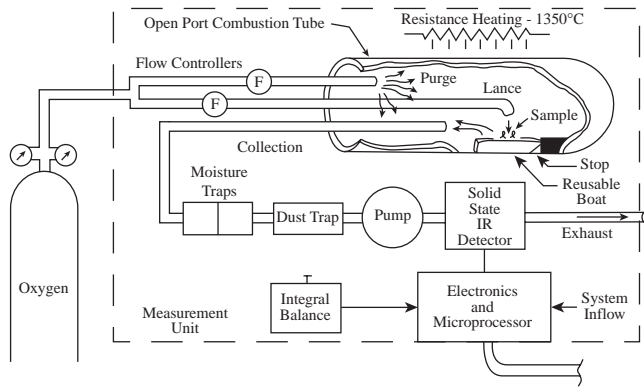 Open Port Combustion Tube
Resistance Heating - 1350°C
Flow Controllers
F
Purge
Lance
F
Sample
Collection
Stop
Moisture
Traps
Reusable
Boat
Dust Trap
Pump
Solid
State
IR
Detector
Exhaust
Oxygen
Integral
Balance
Electronics
and
Microprocessor
System
Inflow
Measurement
Unit